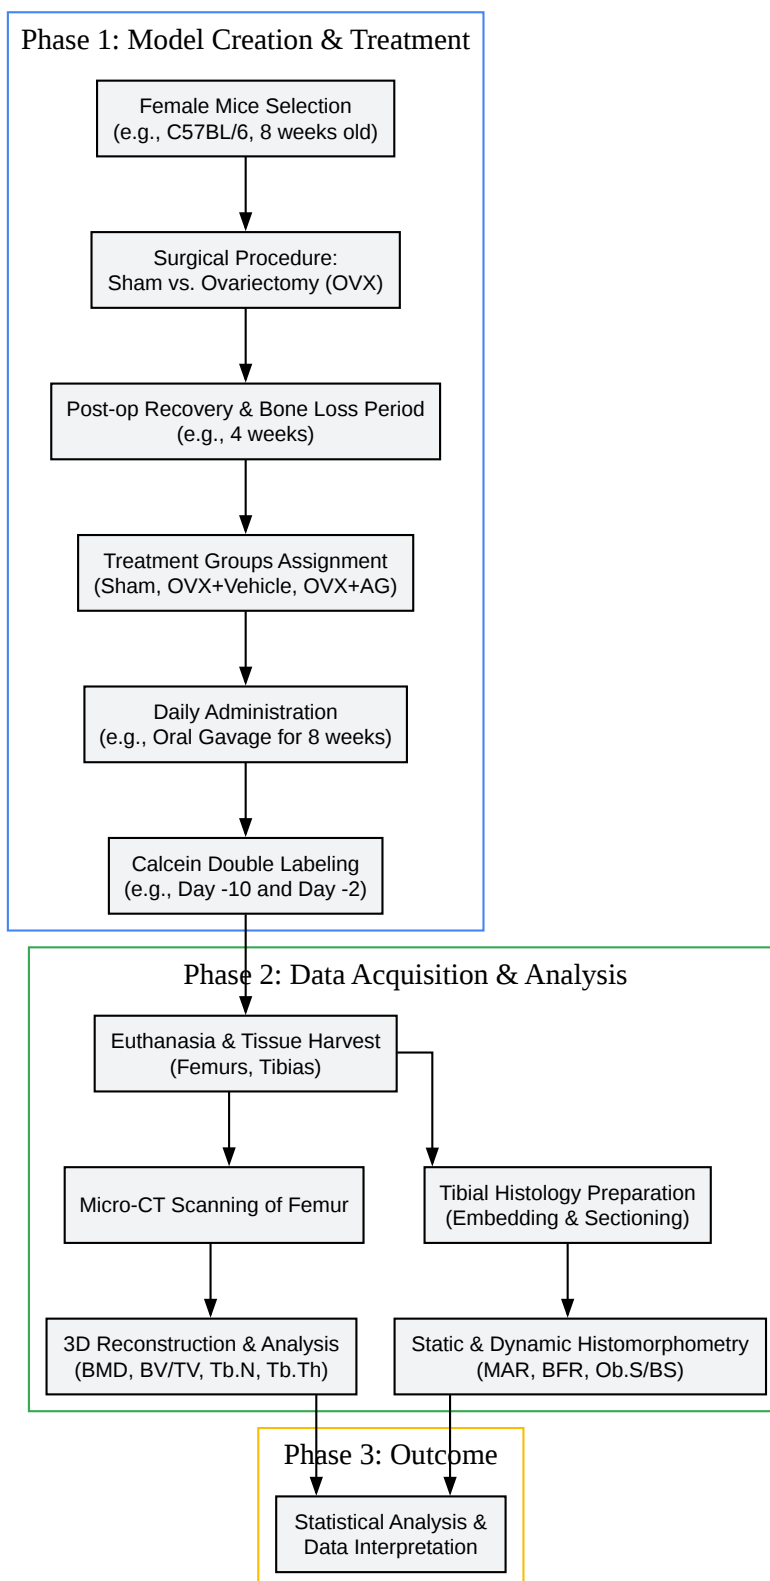 Phase 1: Model Creation & Treatment
Female Mice Selection
(e.g., C57BL/6, 8 weeks old)
Surgical Procedure:
Sham vs. Ovariectomy (OVX)
Post-op Recovery & Bone Loss Period
(e.g., 4 weeks)
Treatment Groups Assignment
(Sham, OVX+Vehicle, OVX+AG)
Daily Administration
(e.g., Oral Gavage for 8 weeks)
Calcein Double Labeling
(e.g., Day -10 and Day -2)
Phase 2: Data Acquisition & Analysis
Euthanasia & Tissue Harvest
(Femurs, Tibias)
Micro-CT Scanning of Femur
Tibial Histology Preparation
(Embedding & Sectioning)
3D Reconstruction & Analysis
(BMD, BV/TV, Tb.N, Tb.Th)
Static & Dynamic Histomorphometry
(MAR, BFR, Ob.S/BS)
Phase 3: Outcome
Statistical Analysis &
Data Interpretation